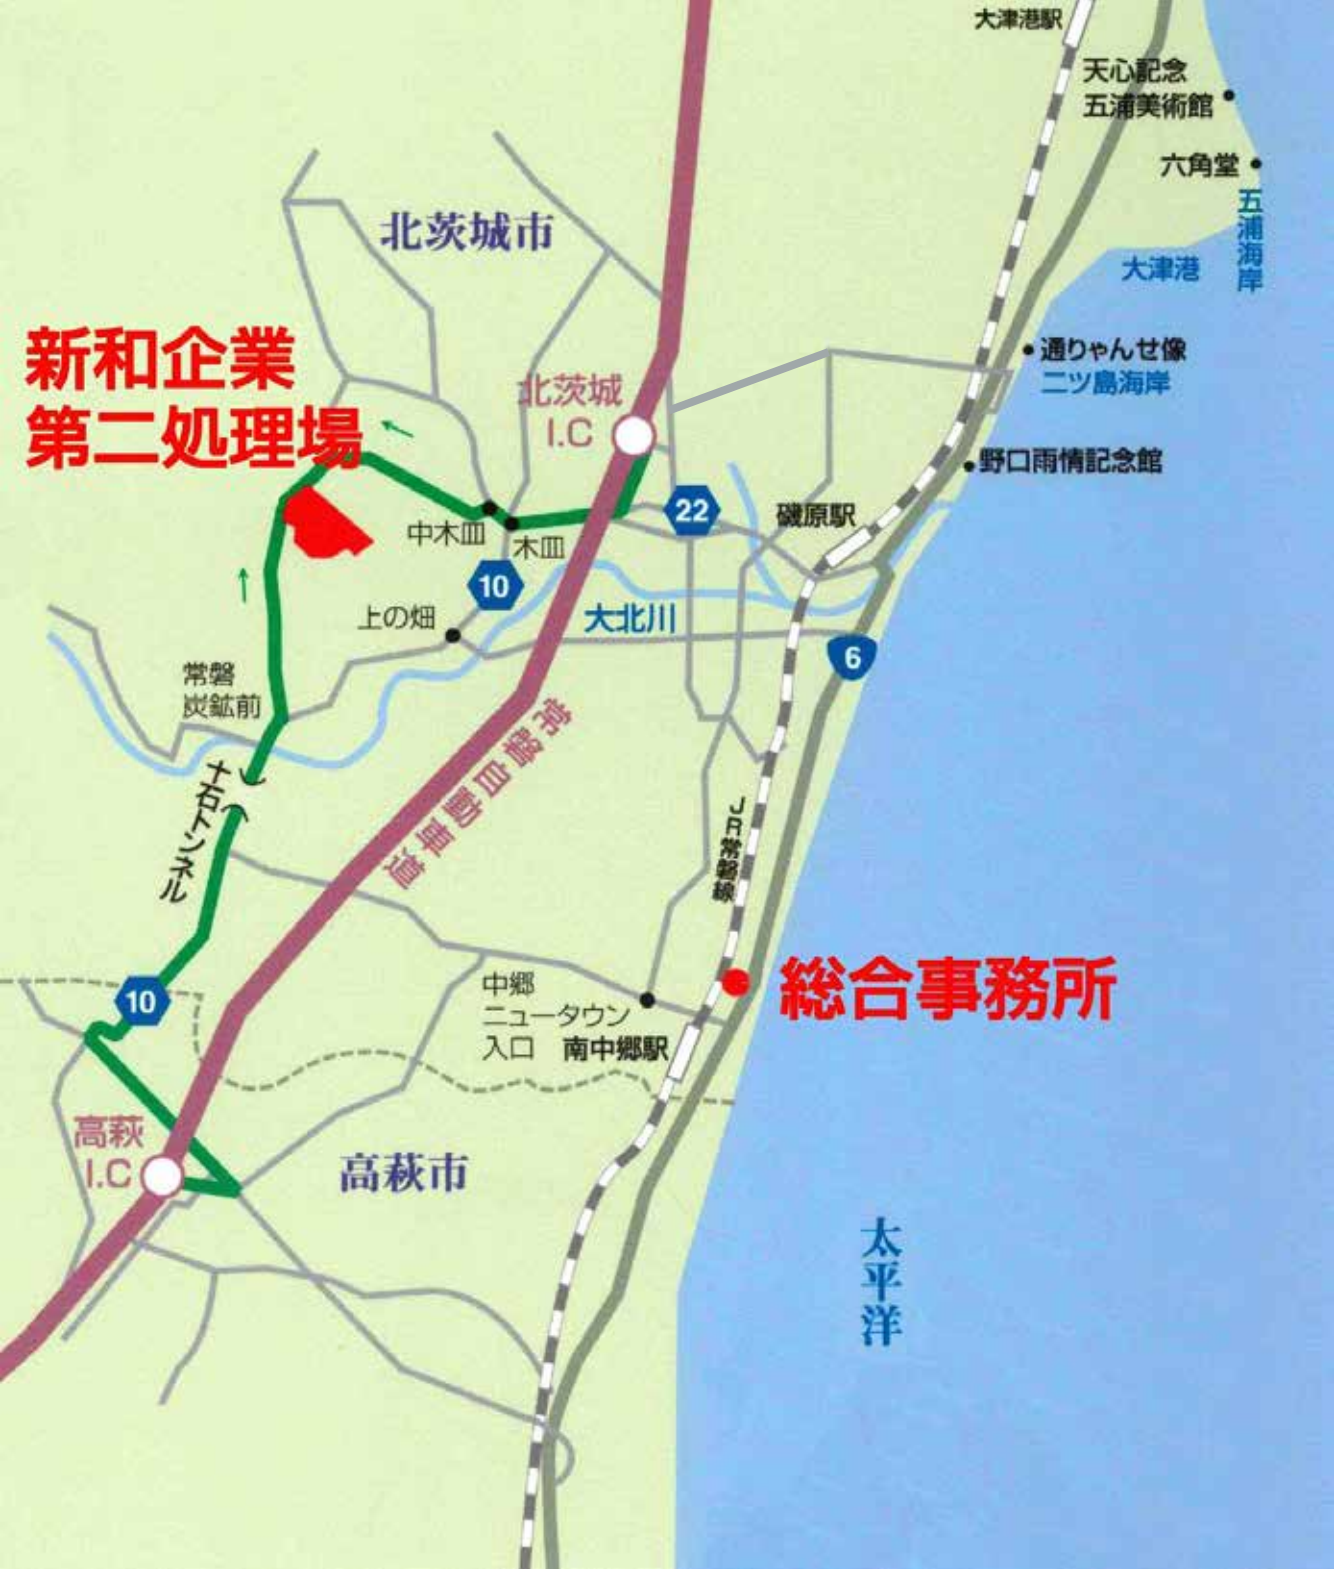 大津港駅
天心記念
五浦美術館
六角堂
五浦海岸
大津港
北茨城市
新和企業
第二処理場
通りゃんせ像
二ツ島海岸
北茨城
I.C
野口雨情記念館
22
磯原駅
中木皿
木皿
10
上の畑
大北川
6
常磐
炭鉱前
常磐自動車道
十石トンネル
JR常磐線
総合事務所
中郷
ニュータウン
入口
南中郷駅
10
高萩
I.C
高萩市
太平洋